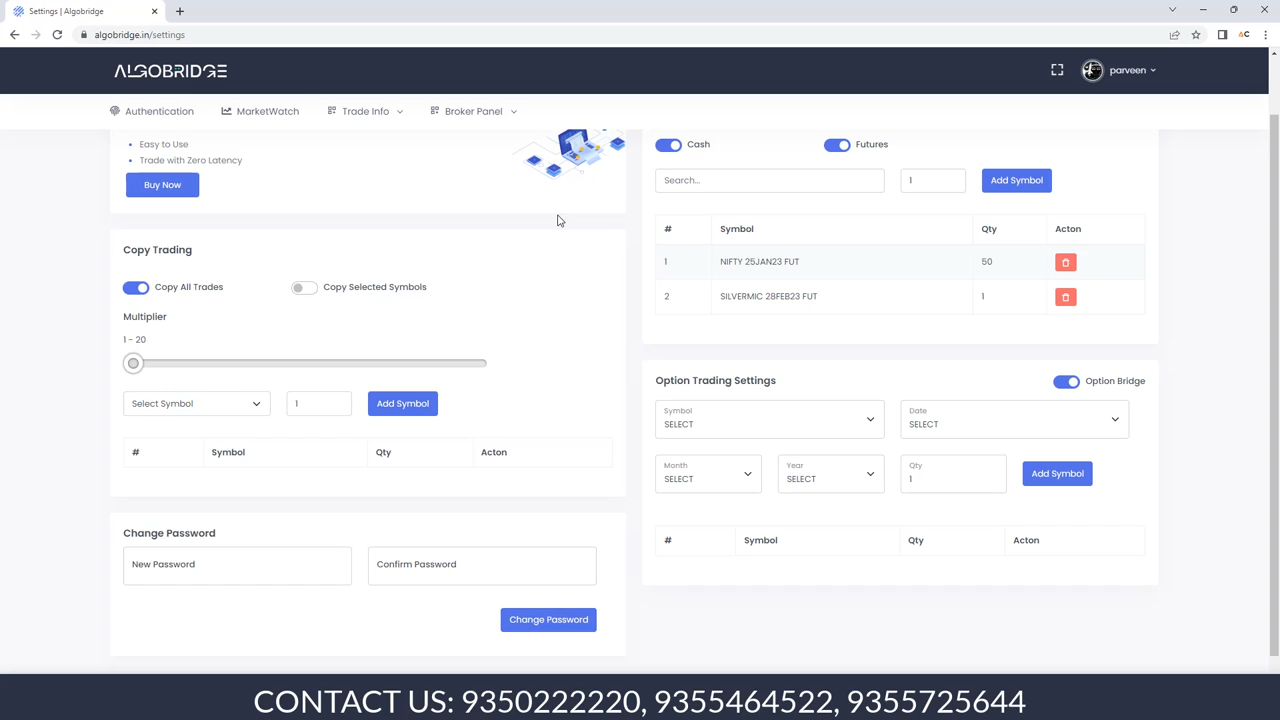 Settings | Algobridge
algobridge.in/settings
AC
ALGOBRIDGE
parveen
Authentication
MarketWatch
Trade Info
Broker Panel
Easy to Use
Trade with Zero Latency
Buy Now
Cash
Futures
Search...
1
Add Symbol
# Symbol Qty Acton
1 NIFTY 25JAN23 FUT 50
2 SILVERMIC 28FEB23 FUT 1
Copy Trading
Copy All Trades
Copy Selected Symbols
Multiplier
1 - 20
Select Symbol
1
Add Symbol
# Symbol Qty Acton
Option Trading Settings
Option Bridge
Symbol
SELECT
Date
SELECT
Month
SELECT
Year
SELECT
Qty
1
Add Symbol
# Symbol Qty Acton
Change Password
New Password
Confirm Password
Change Password
CONTACT US: 9350222220, 9355464522, 9355725644